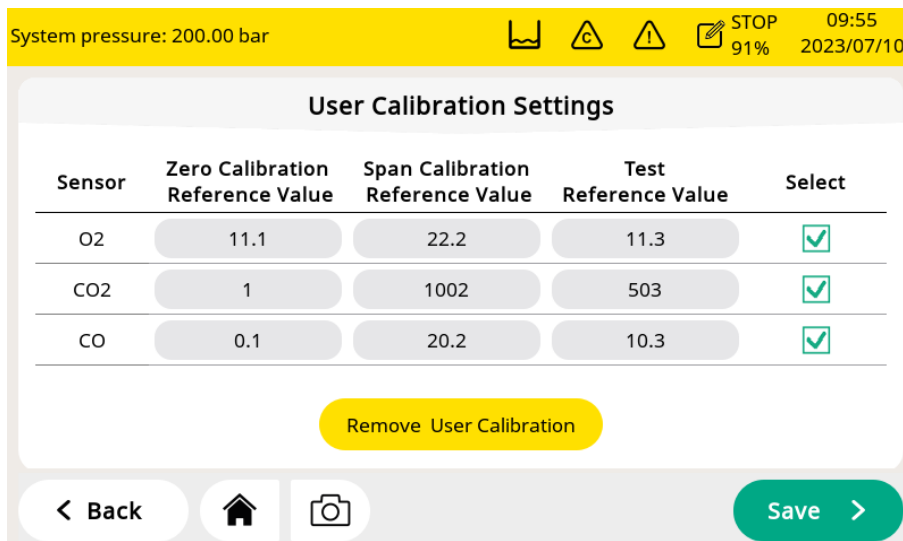 System pressure: 200.00 bar
C
!
STOP
91%
09:55
2023/07/10
User Calibration Settings
Sensor
Zero Calibration
Reference Value
Span Calibration
Reference Value
Test
Reference Value
Select
O2 11.1 22.2 11.3
CO2 1 1002 503
CO 0.1 20.2 10.3
Remove User Calibration
Back
Save